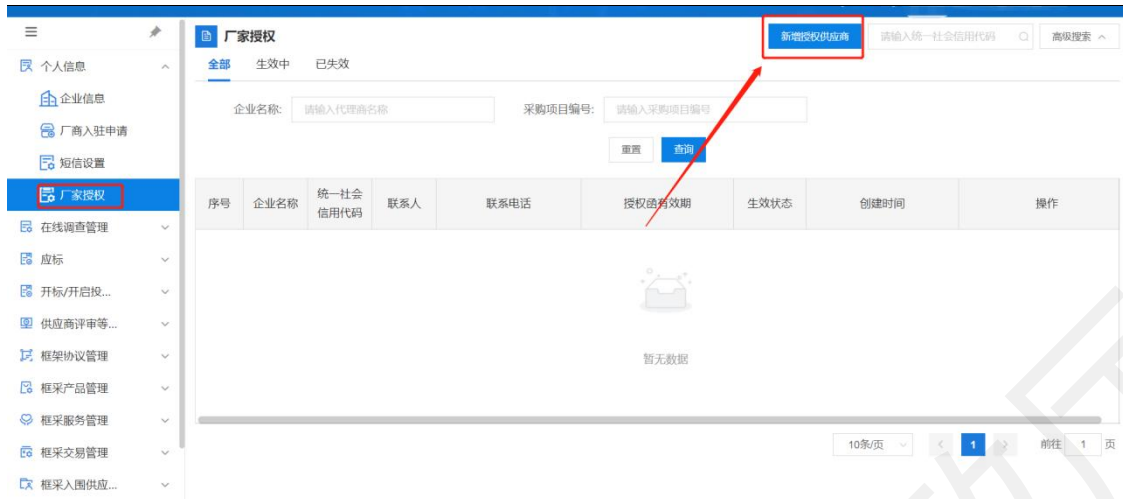 厂家授权
新增授权供应商
请输入统一社会信用代码
高级搜索
个人信息
企业信息
厂商入驻申请
短信设置
厂家授权
在线调查管理
应标
开标/开启投...
供应商评审等...
框架协议管理
框采产品管理
框采服务管理
框采交易管理
框采入围供应...
全部 生效中 已失效
企业名称: 请输入代理商名称 采购项目编号: 请输入采购项目编号
重置 查询
序号 企业名称 统一社会信用代码 联系人 联系电话 授权函有效期 生效状态 创建时间 操作
暂无数据
10条/页 1 前往 1 页